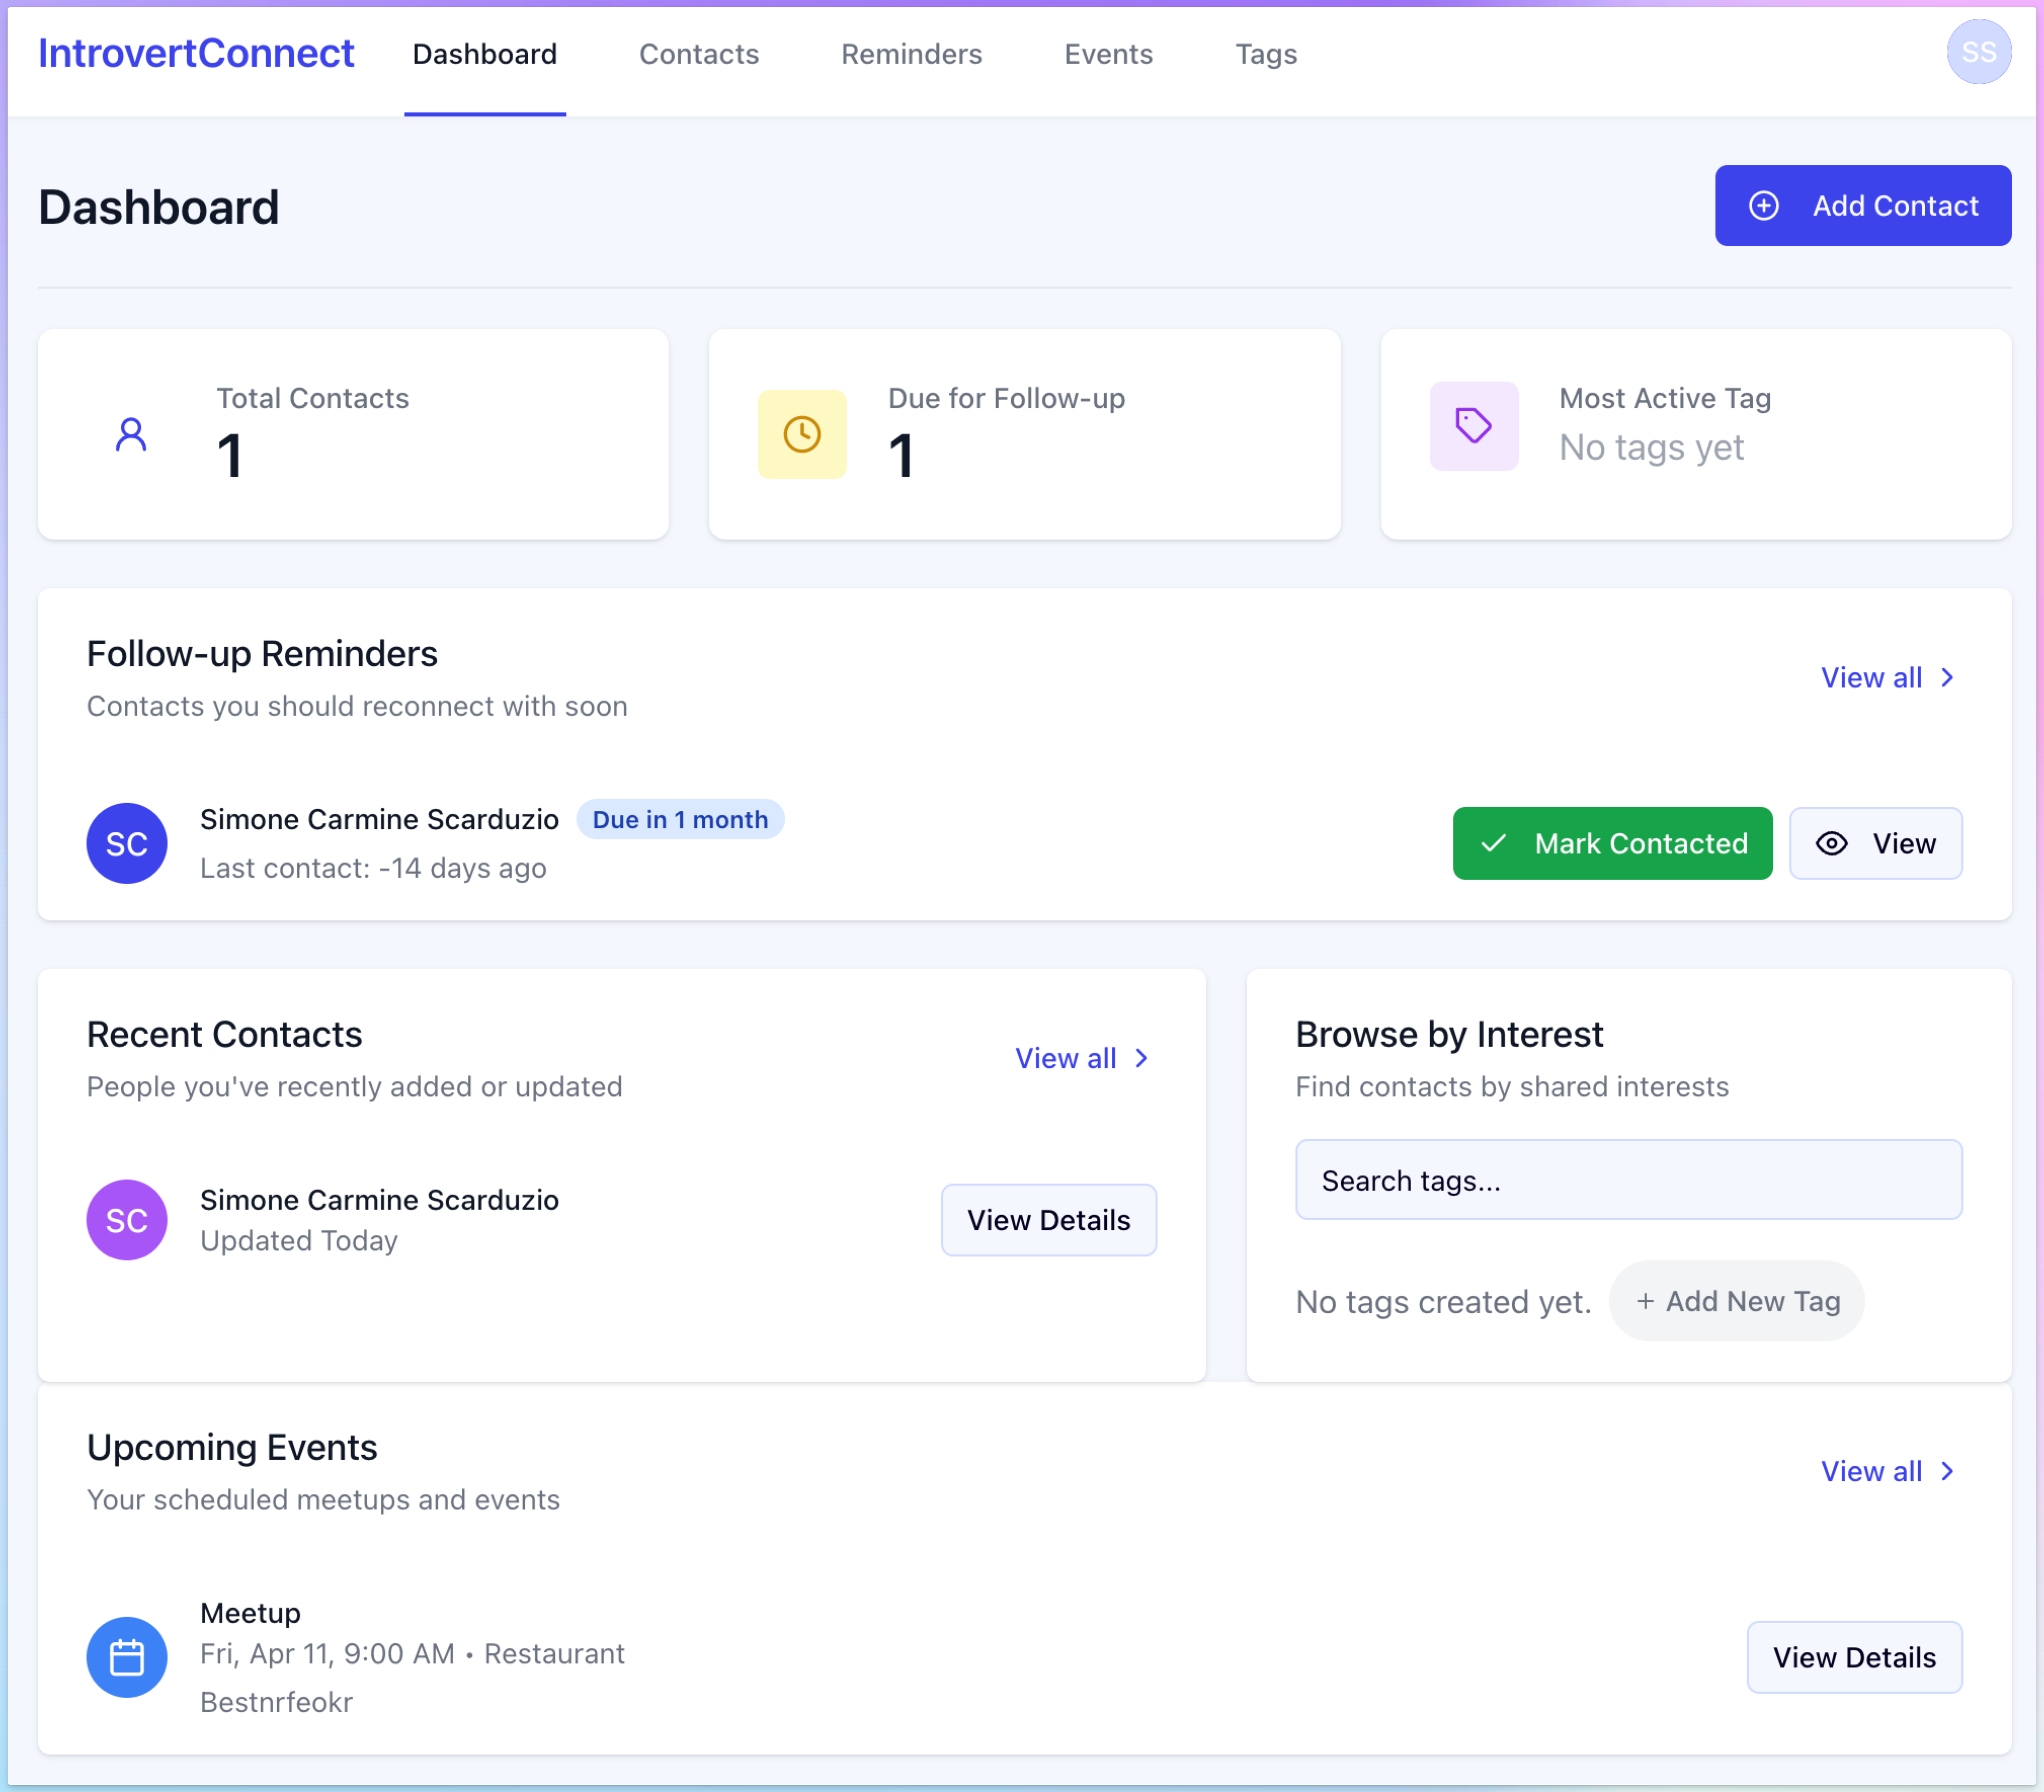 IntrovertConnect Dashboard Contacts Reminders Events Tags SS
Dashboard
Add Contact
Total Contacts
1
Due for Follow-up
1
Most Active Tag
No tags yet
Follow-up Reminders
Contacts you should reconnect with soon
View all
SC
Simone Carmine Scarduzio Due in 1 month
Last contact: -14 days ago
Mark Contacted
View
Recent Contacts
People you've recently added or updated
View all
SC
Simone Carmine Scarduzio
Updated Today
View Details
Browse by Interest
Find contacts by shared interests
Search tags...
No tags created yet. + Add New Tag
Upcoming Events
Your scheduled meetups and events
View all
Meetup
Fri, Apr 11, 9:00 AM • Restaurant
Bestnrfeokr
View Details